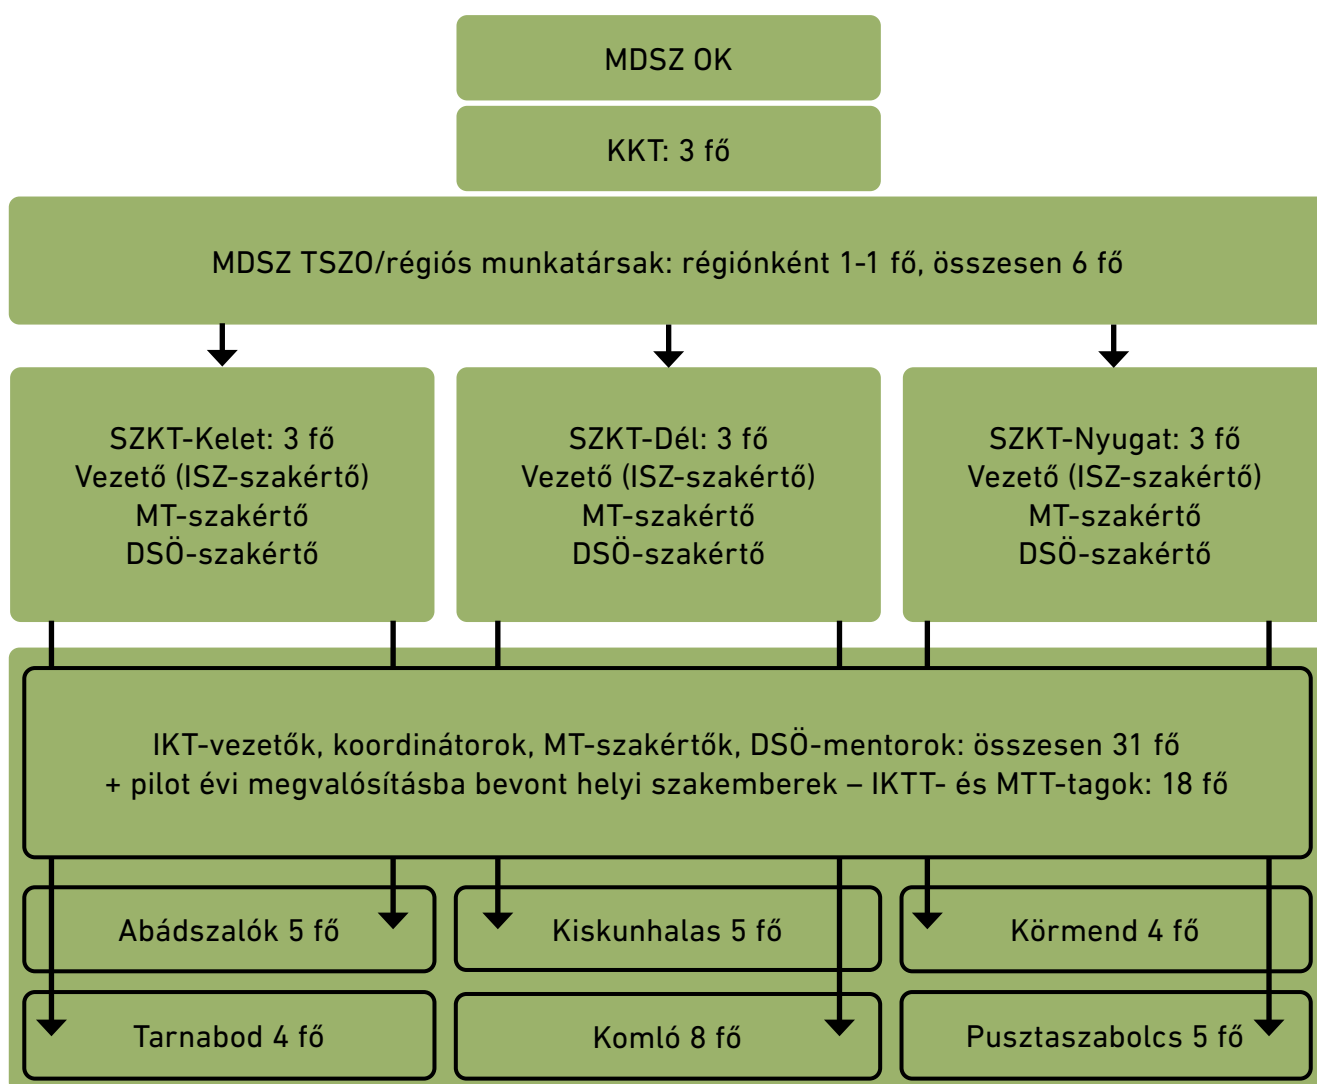 MDSZ OK
KKT: 3 fő
MDSZ TSZO/régiós munkatársak: régiónként 1-1 fő, összesen 6 fő
SZKT-Kelet: 3 fő
Vezető (ISZ-szakértő)
MT-szakértő
DSÖ-szakértő
SZKT-Dél: 3 fő
Vezető (ISZ-szakértő)
MT-szakértő
DSÖ-szakértő
SZKT-Nyugat: 3 fő
Vezető (ISZ-szakértő)
MT-szakértő
DSÖ-szakértő
IKT-vezetők, koordinátorok, MT-szakértők, DSÖ-mentorok: összesen 31 fő
+ pilot évi megvalósításba bevont helyi szakemberek – IKTT- és MTT-tagok: 18 fő
Abádszalók 5 fő
Kiskunhalas 5 fő
Körmend 4 fő
Tarnabod 4 fő
Komló 8 fő
Pusztaszabolcs 5 fő